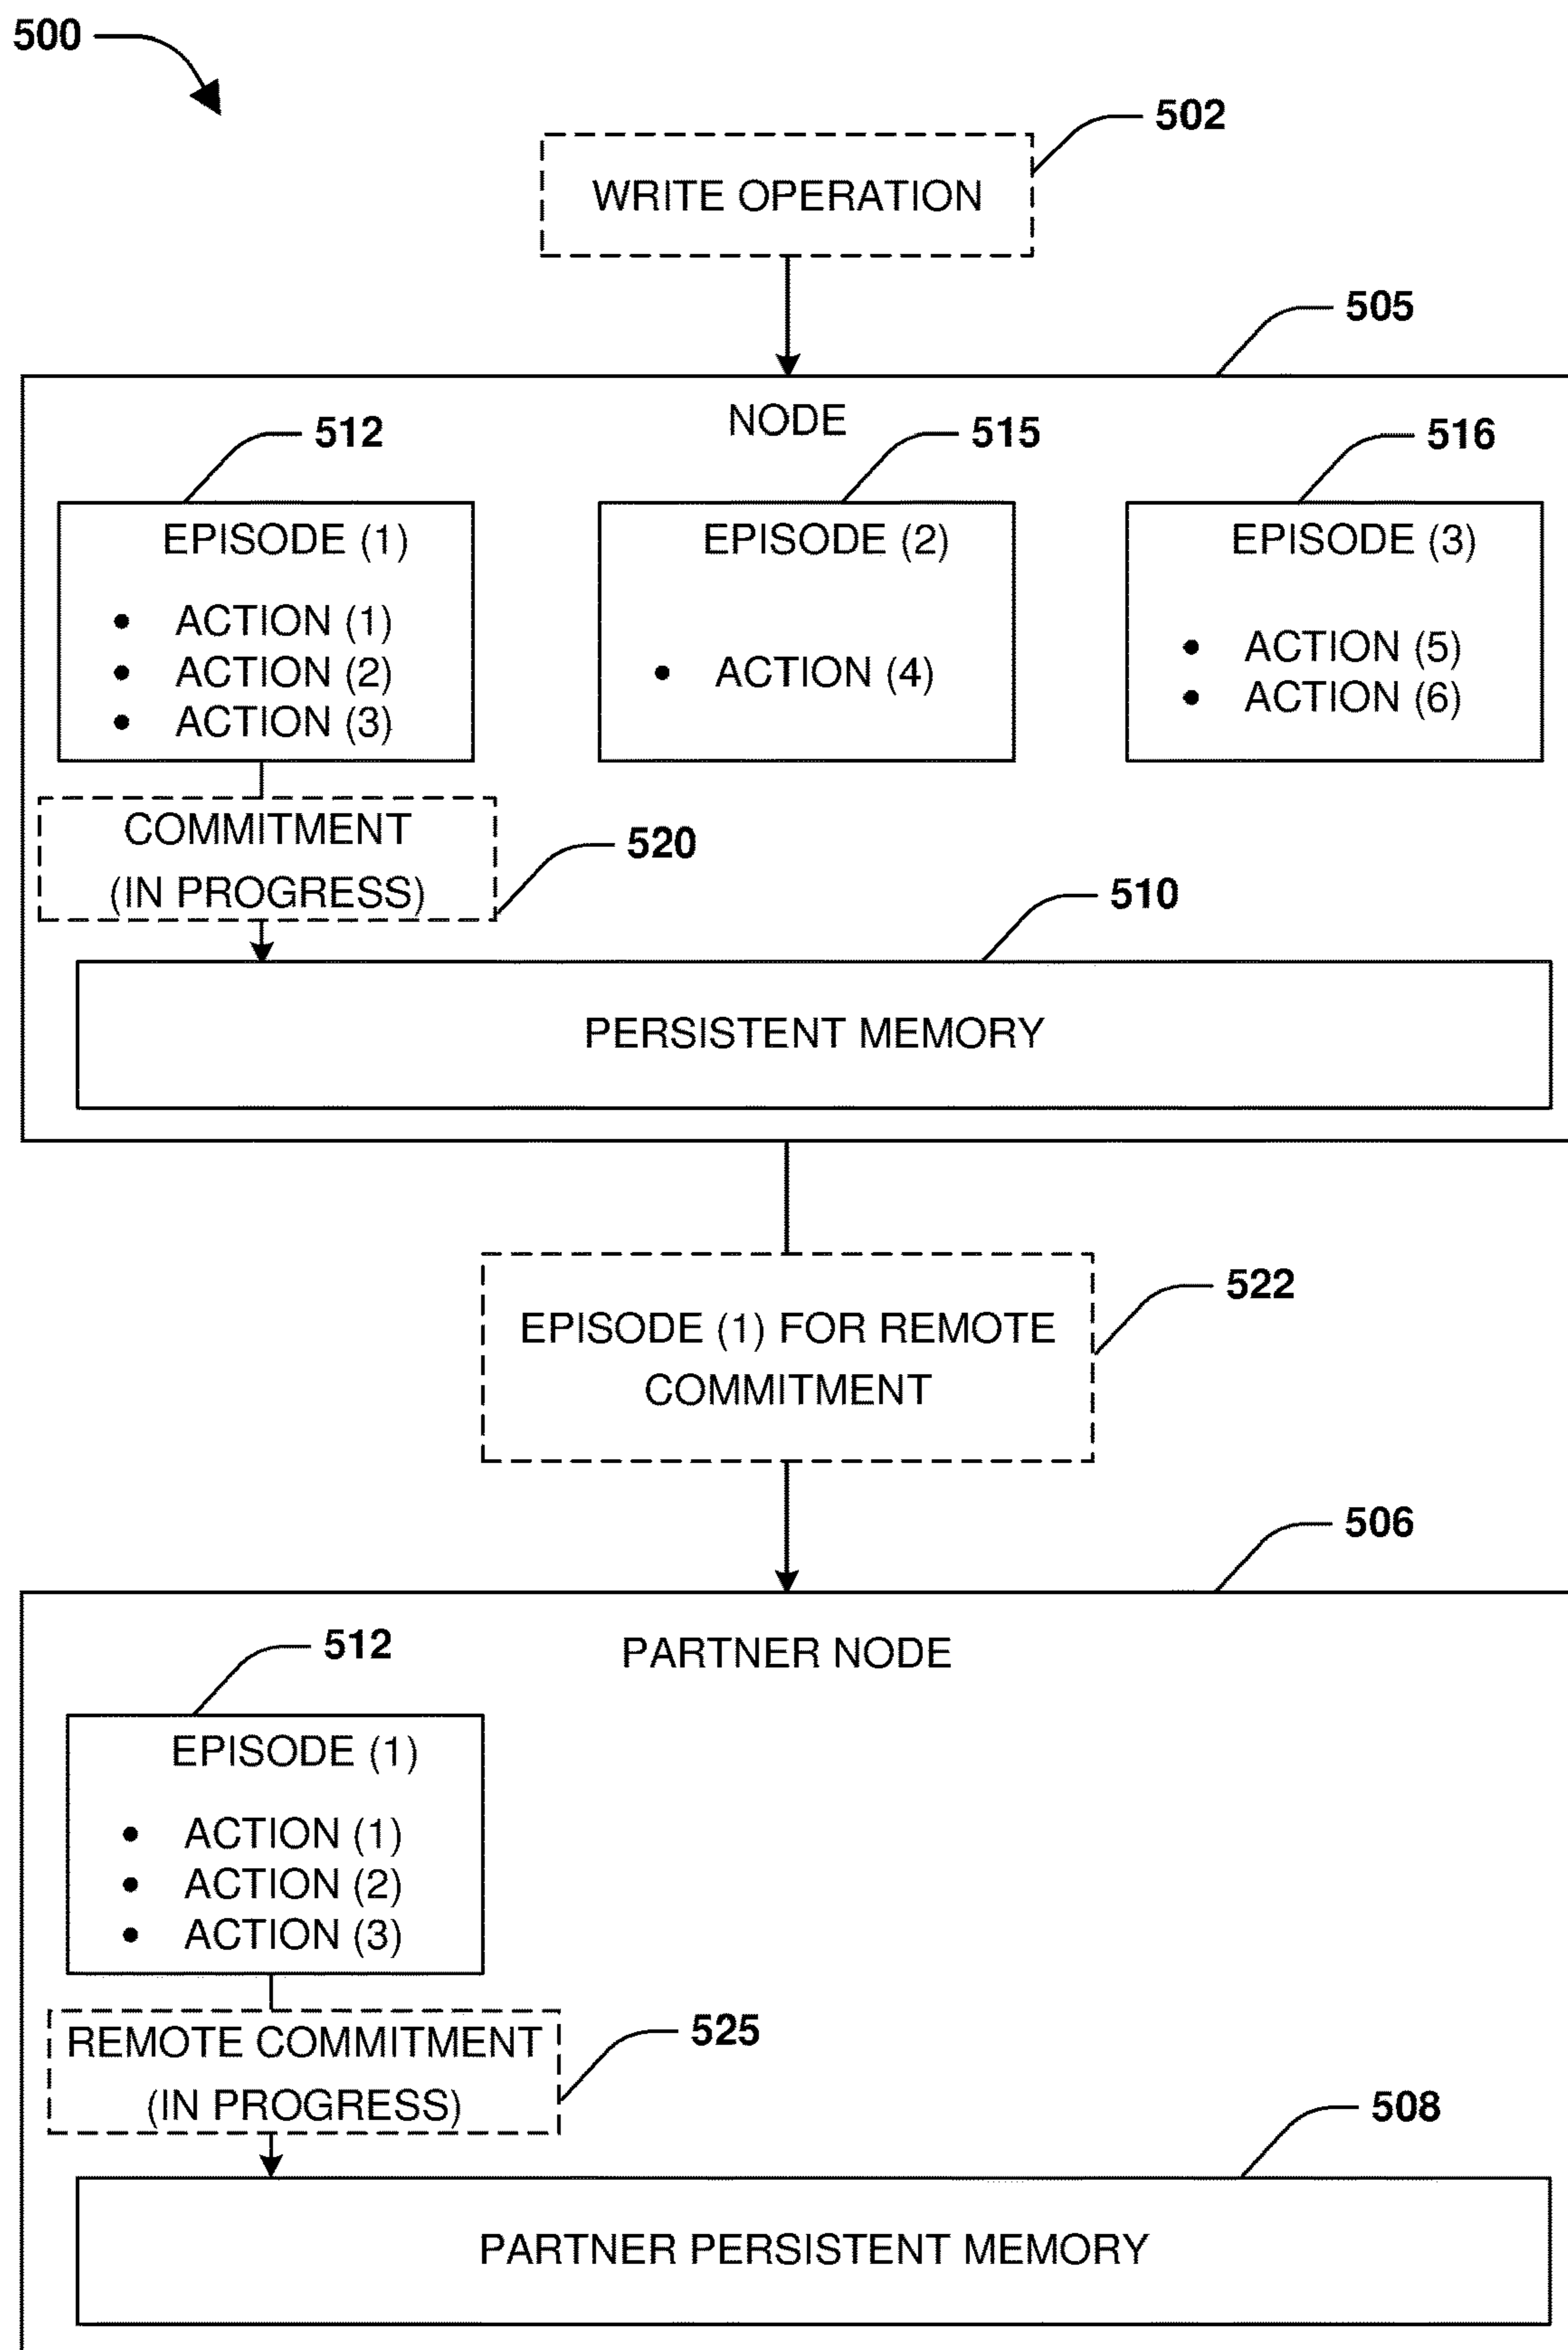 500
502
WRITE OPERATION
505
NODE
512
515
516
EPISODE (1)
• ACTION (1)
• ACTION (2)
• ACTION (3)
EPISODE (2)
• ACTION (4)
EPISODE (3)
• ACTION (5)
• ACTION (6)
COMMITMENT
(IN PROGRESS)
520
510
PERSISTENT MEMORY
EPISODE (1) FOR REMOTE
COMMITMENT
522
506
PARTNER NODE
512
EPISODE (1)
• ACTION (1)
• ACTION (2)
• ACTION (3)
REMOTE COMMITMENT
(IN PROGRESS)
525
508
PARTNER PERSISTENT MEMORY